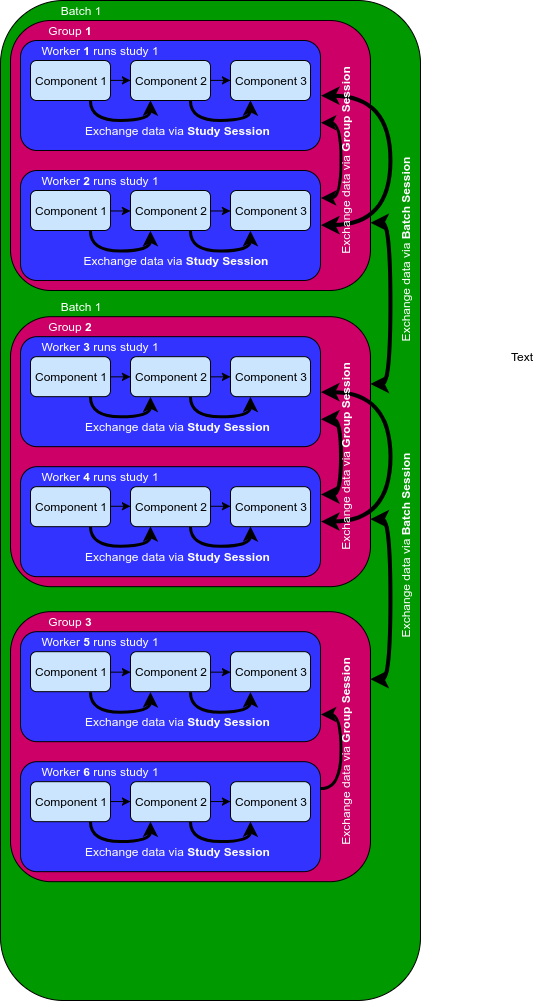 Batch 1
Group 1
Worker 1 runs study 1
Component 1
Component 2
Component 3
Exchange data via Study Session
Worker 2 runs study 1
Component 1
Component 2
Component 3
Exchange data via Study Session
Exchange data via Group Session
Exchange data via Batch Session
Batch 1
Group 2
Worker 3 runs study 1
Component 1
Component 2
Component 3
Exchange data via Study Session
Worker 4 runs study 1
Component 1
Component 2
Component 3
Exchange data via Study Session
Exchange data via Group Session
Exchange data via Batch Session
Group 3
Worker 5 runs study 1
Component 1
Component 2
Component 3
Exchange data via Study Session
Worker 6 runs study 1
Component 1
Component 2
Component 3
Exchange data via Study Session
Exchange data via Group Session
Text